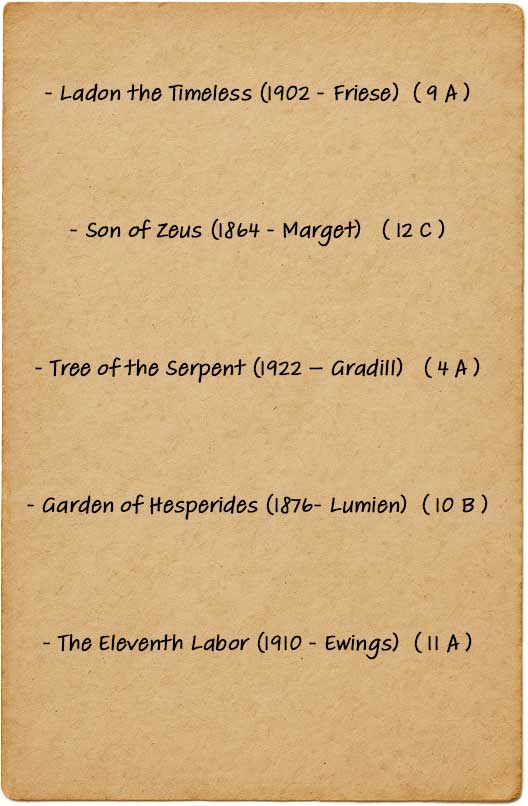 - Ladon the Timeless (1902 - Friese) ( 9 A )
- Son of Zeus (1864 - Marget) ( 12 C )
- Tree of the Serpent (1922 – Gradill) ( 4 A )
- Garden of Hesperides (1876- Lumien) ( 10 B )
- The Eleventh Labor (1910 - Ewings) ( 11 A )